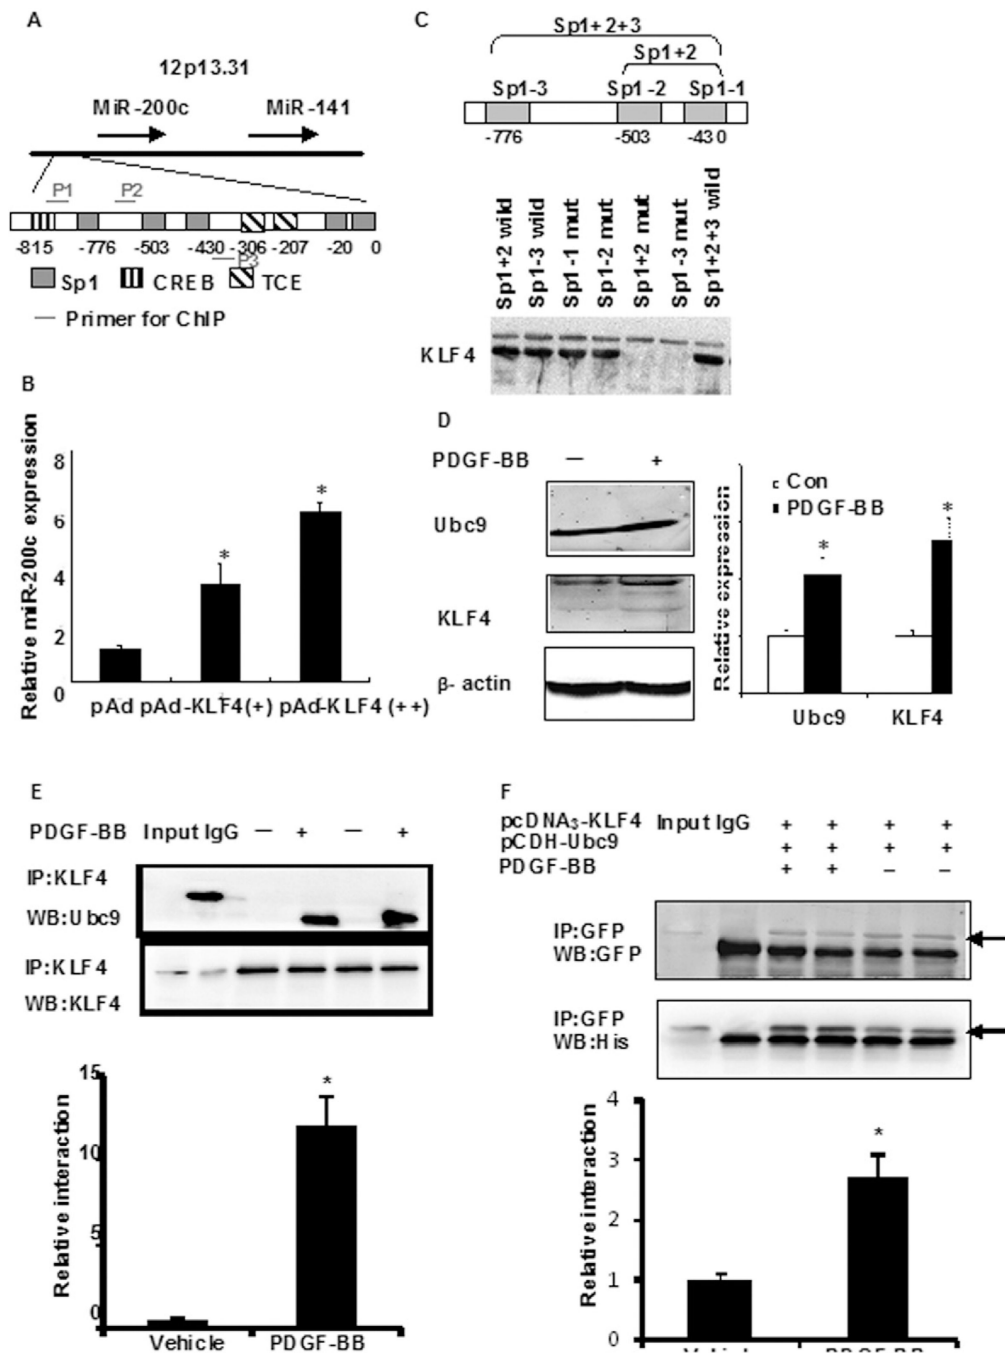 A
12p13.31
MiR-200c
MiR-141
P1
P2
-815
-776
-503
-430
-306
-207
-20
0
P3
Sp1
CREB
TCE
Primer for ChIP
B
Relative miR-200c expression
8
6
4
2
0
*
*
pAd
pAd-KLF4(+)
pAd-KLF4(++)
C
Sp1+2+3
Sp1+2
Sp1-3
Sp1-2
Sp1-1
-776
-503
-430
Sp1+2 wild
Sp1-3 wild
Sp1-1 mut
Sp1-2 mut
Sp1+2 mut
Sp1-3 mut
Sp1+2+3 wild
KLF4
D
PDGF-BB
— +
Ubc9
KLF4
β- actin
Relative expression
Con
PDGF-BB
*
*
Ubc9
KLF4
E
PDGF-BB Input IgG — + — +
IP:KLF4
WB:Ubc9
IP:KLF4
WB:KLF4
Relative interaction
15
10
5
0
*
Vehicle
PDGF-BB
F
pcDNA₃-KLF4 Input IgG + + + +
pCDH-Ubc9 + + + +
PDGF-BB + + – –
IP:GFP
WB:GFP
IP:GFP
WB:His
Relative interaction
4
3
2
1
0
*
Vehicle
PDGF-BB